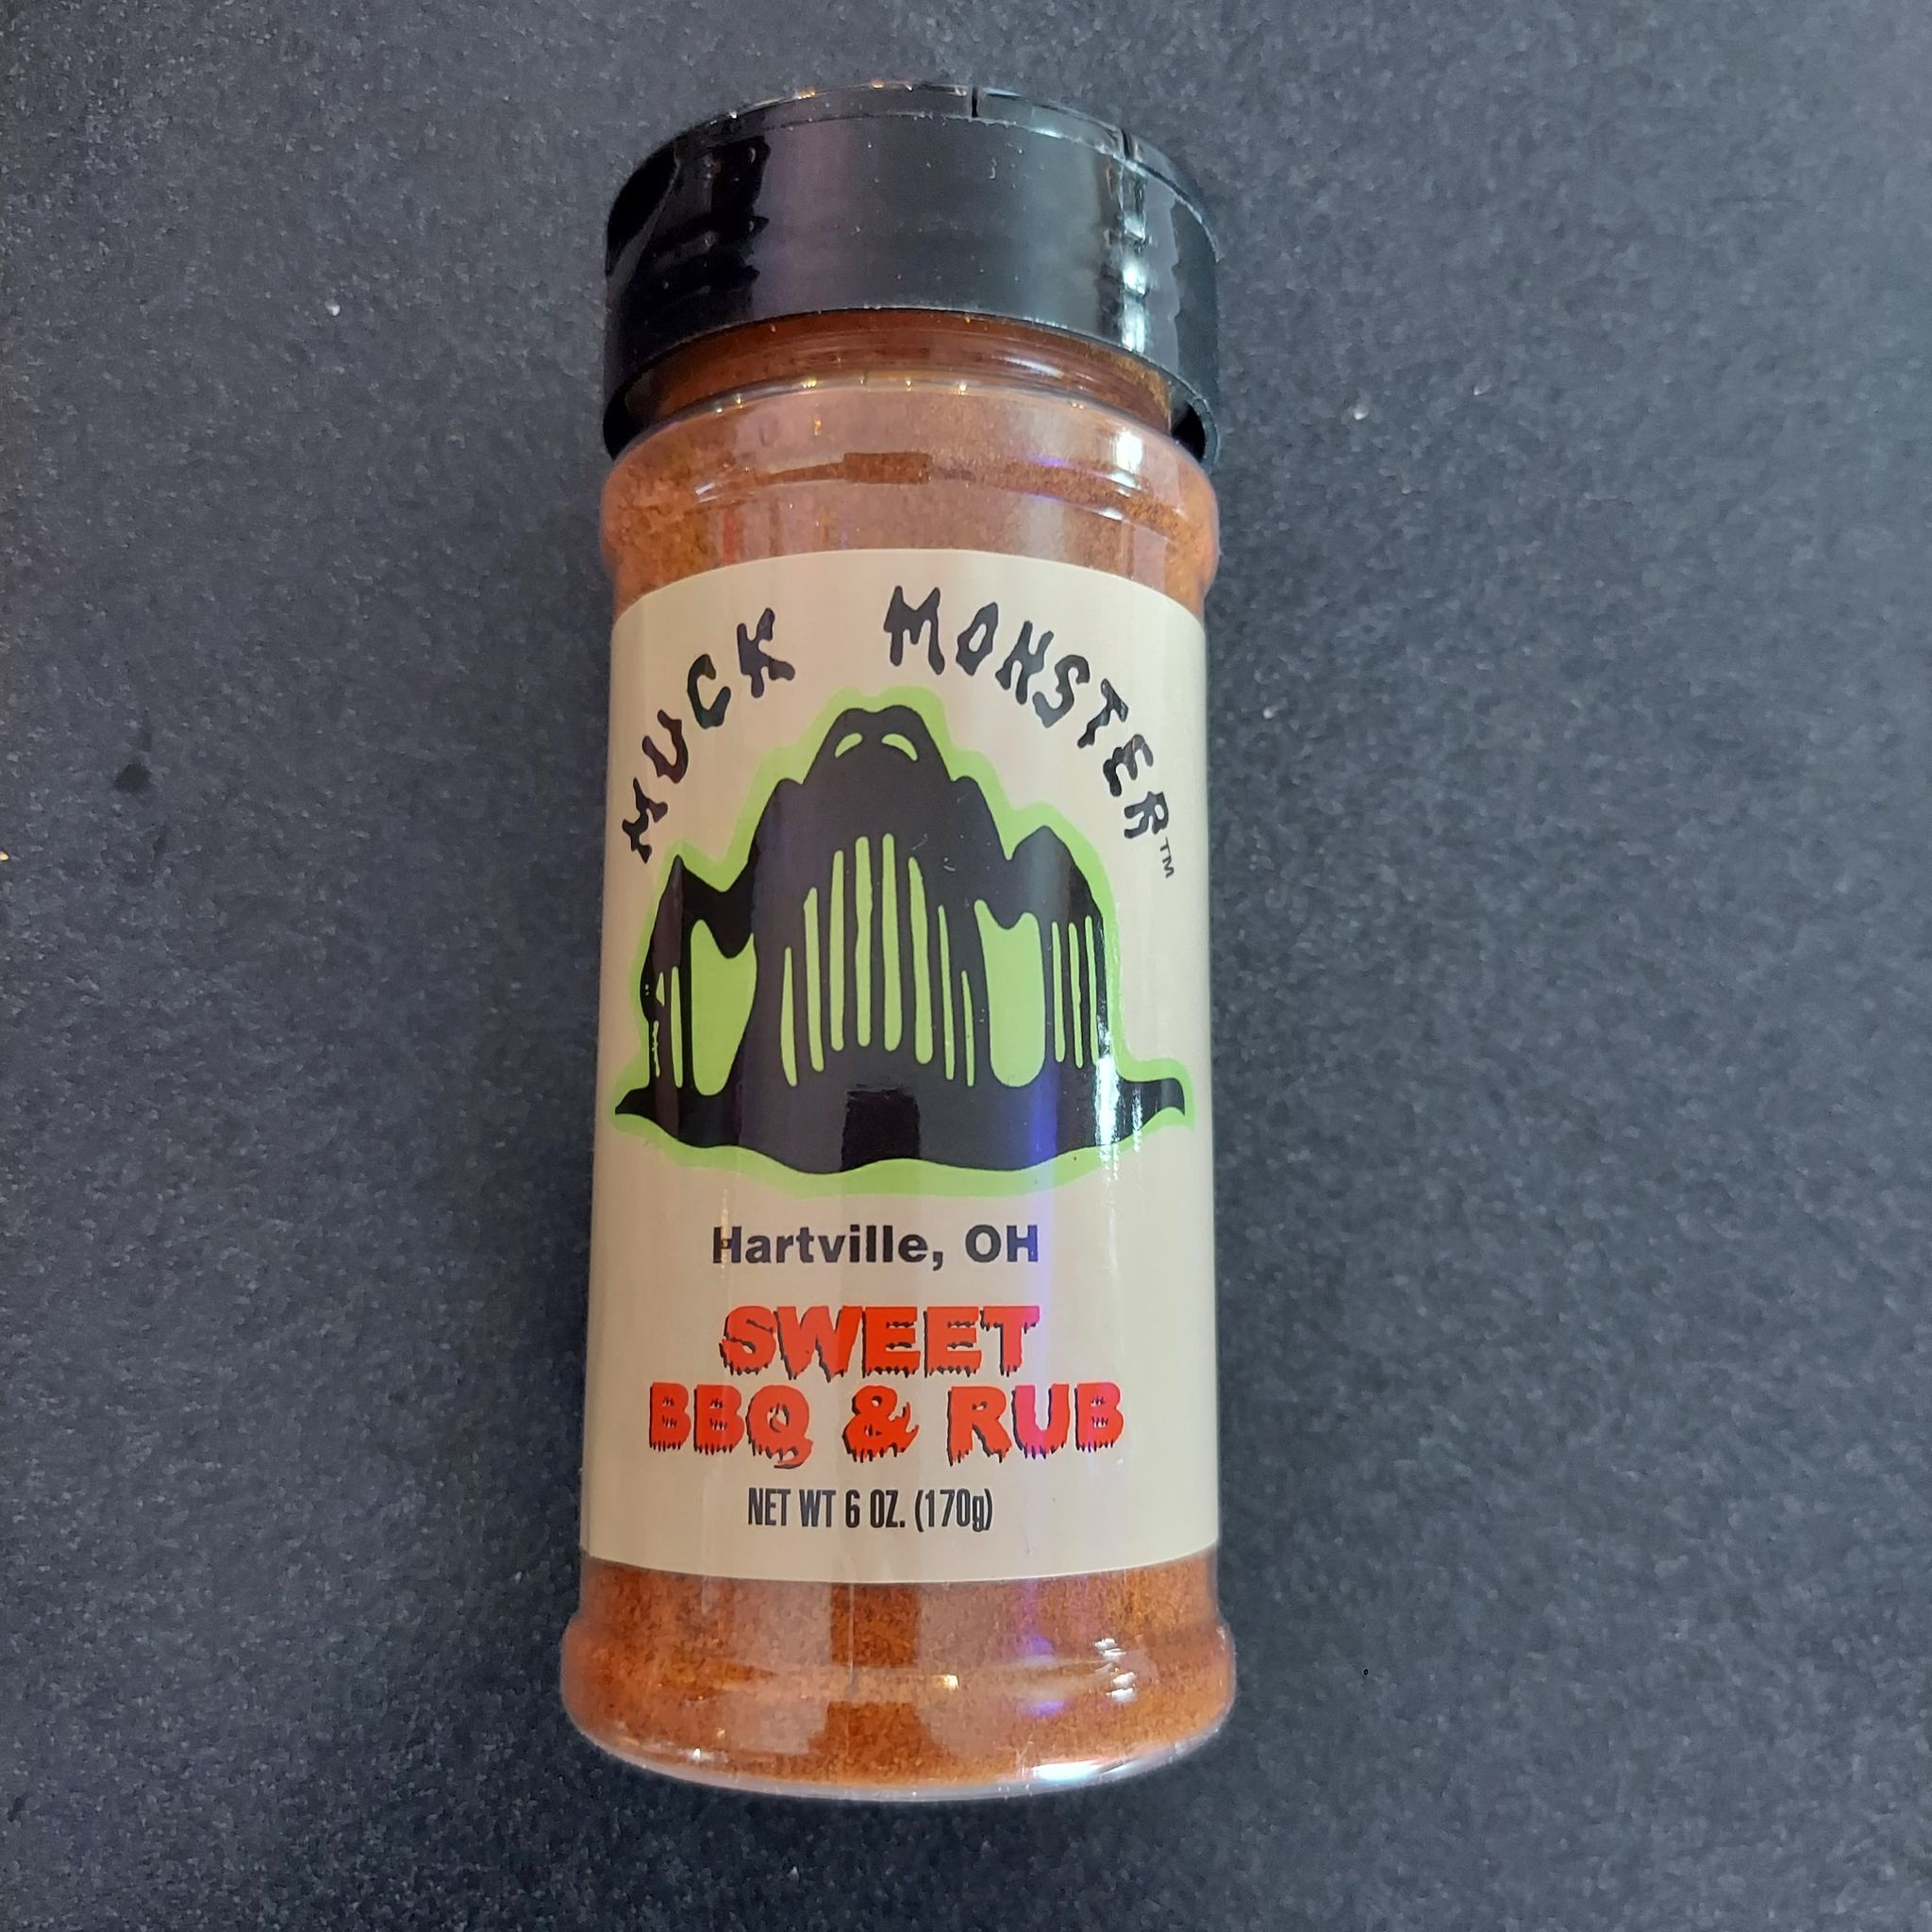 MUCK MONSTER™
Hartville, OH
SWEET
BBQ & RUB
NET WT 6 OZ. (170g)